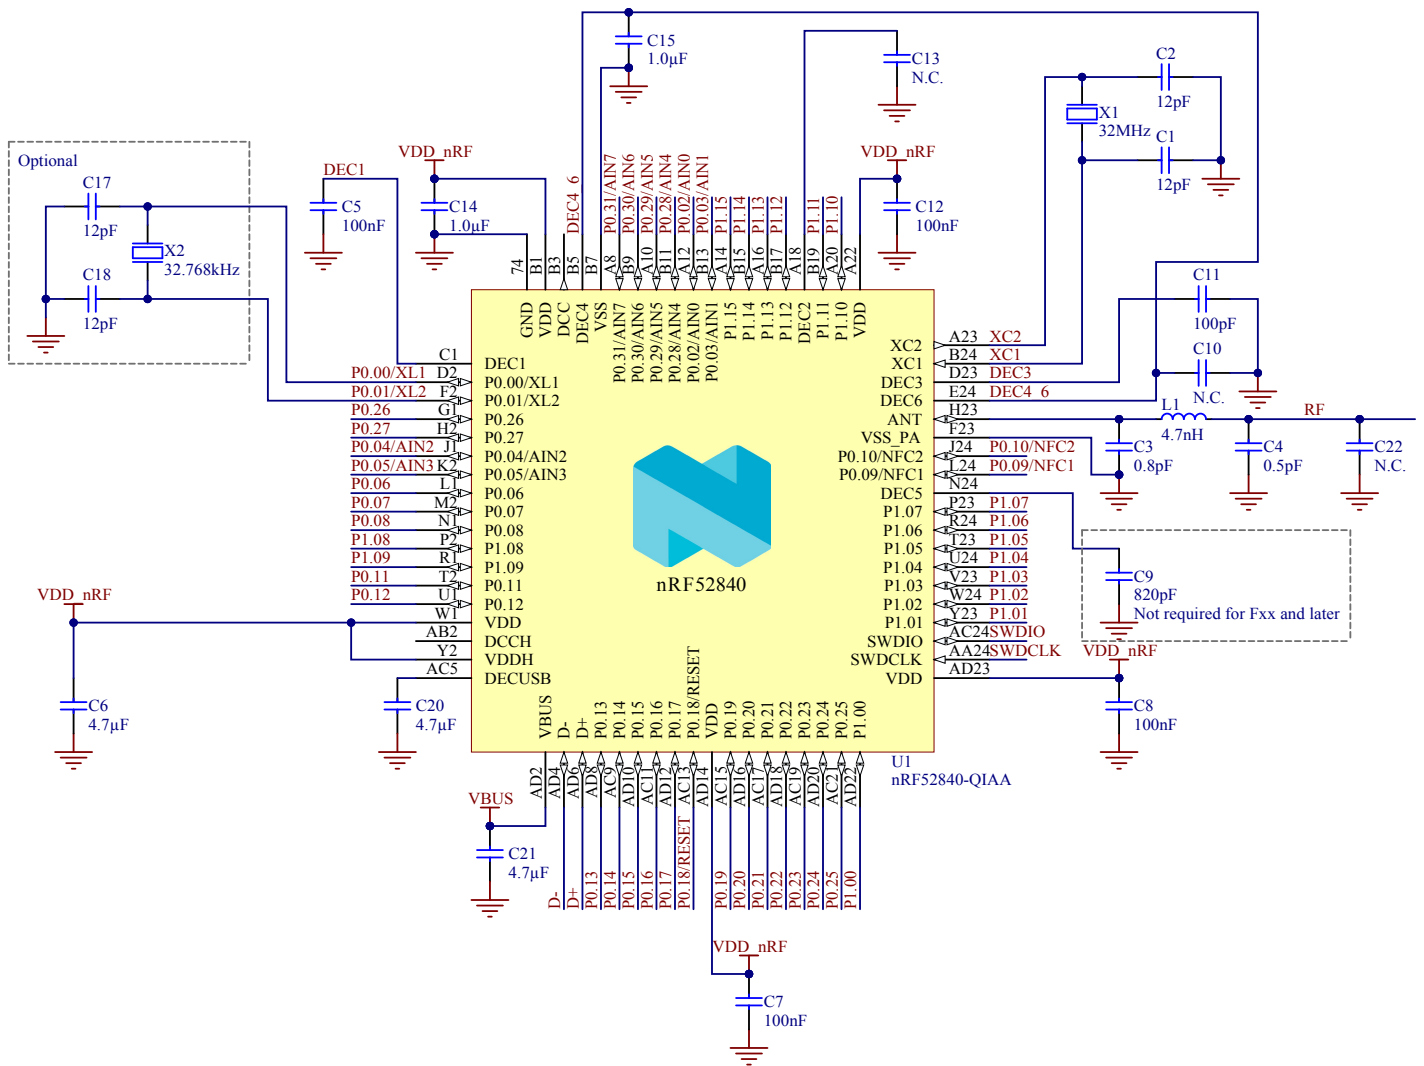 C15
1.0µF
C13
N.C.
C2
12pF
X1
32MHz
C1
12pF
Optional
C17
12pF
X2
32.768kHz
C18
12pF
DEC1
C5
100nF
VDD_nRF
C14
1.0µF
VDD_nRF
C12
100nF
C11
100pF
C10
N.C.
DEC4_6
P0.31/AIN7
P0.30/AIN6
P0.29/AIN5
P0.28/AIN4
P0.02/AIN0
P0.03/AIN1
P1.15
P1.14
P1.13
P1.12
P1.11
P1.10
74
B1
B3
B5
B7
A8
B9
A10
B11
A12
B13
A14
B15
A16
B17
A18
B19
A20
A22
GND
VDD
DCC
DEC4
VSS
P0.31/AIN7
P0.30/AIN6
P0.29/AIN5
P0.28/AIN4
P0.02/AIN0
P0.03/AIN1
P1.15
P1.14
P1.13
P1.12
DEC2
P1.11
P1.10
VDD
C1 DEC1
P0.00/XL1 D2 P0.00/XL1
P0.01/XL2 F2 P0.01/XL2
P0.26 G1 P0.26
P0.27 H2 P0.27
P0.04/AIN2 J1 P0.04/AIN2
P0.05/AIN3 K2 P0.05/AIN3
P0.06 L1 P0.06
P0.07 M2 P0.07
P0.08 N1 P0.08
P1.08 P2 P1.08
P1.09 R1 P1.09
P0.11 T2 P0.11
P0.12 U1 P0.12
W1 VDD
AB2 DCCH
Y2 VDDH
AC5 DECUSB
VDD_nRF
C6
4.7µF
C20
4.7µF
nRF52840
XC2 A23 XC2
XC1 B24 XC1
DEC3 D23 DEC3
DEC6 E24 DEC4_6
ANT H23
VSS_PA F23
P0.10/NFC2 J24 P0.10/NFC2
P0.09/NFC1 L24 P0.09/NFC1
DEC5 N24
P1.07 P23 P1.07
P1.06 R24 P1.06
P1.05 T23 P1.05
P1.04 U24 P1.04
P1.03 V23 P1.03
P1.02 W24 P1.02
P1.01 Y23 P1.01
SWDIO AC24 SWDIO
SWDCLK AA24 SWDCLK
VDD AD23
L1
4.7nH
RF
C3
0.8pF
C4
0.5pF
C22
N.C.
C9
820pF
Not required for Fxx and later
VDD_nRF
C8
100nF
VBUS
D-
D+
P0.13
P0.14
P0.15
P0.16
P0.17
P0.18/RESET
VDD
P0.19
P0.20
P0.21
P0.22
P0.23
P0.24
P0.25
P1.00
U1
nRF52840-QIAA
AD2
AD4
AD6
AD8
AC9
AD10
AC11
AD12
AC13
AD14
AC15
AD16
AC17
AD18
AC19
AD20
AC21
AD22
VBUS
C21
4.7µF
D-
D+
P0.13
P0.14
P0.15
P0.16
P0.17
P0.18/RESET
P0.19
P0.20
P0.21
P0.22
P0.23
P0.24
P0.25
P1.00
VDD_nRF
C7
100nF